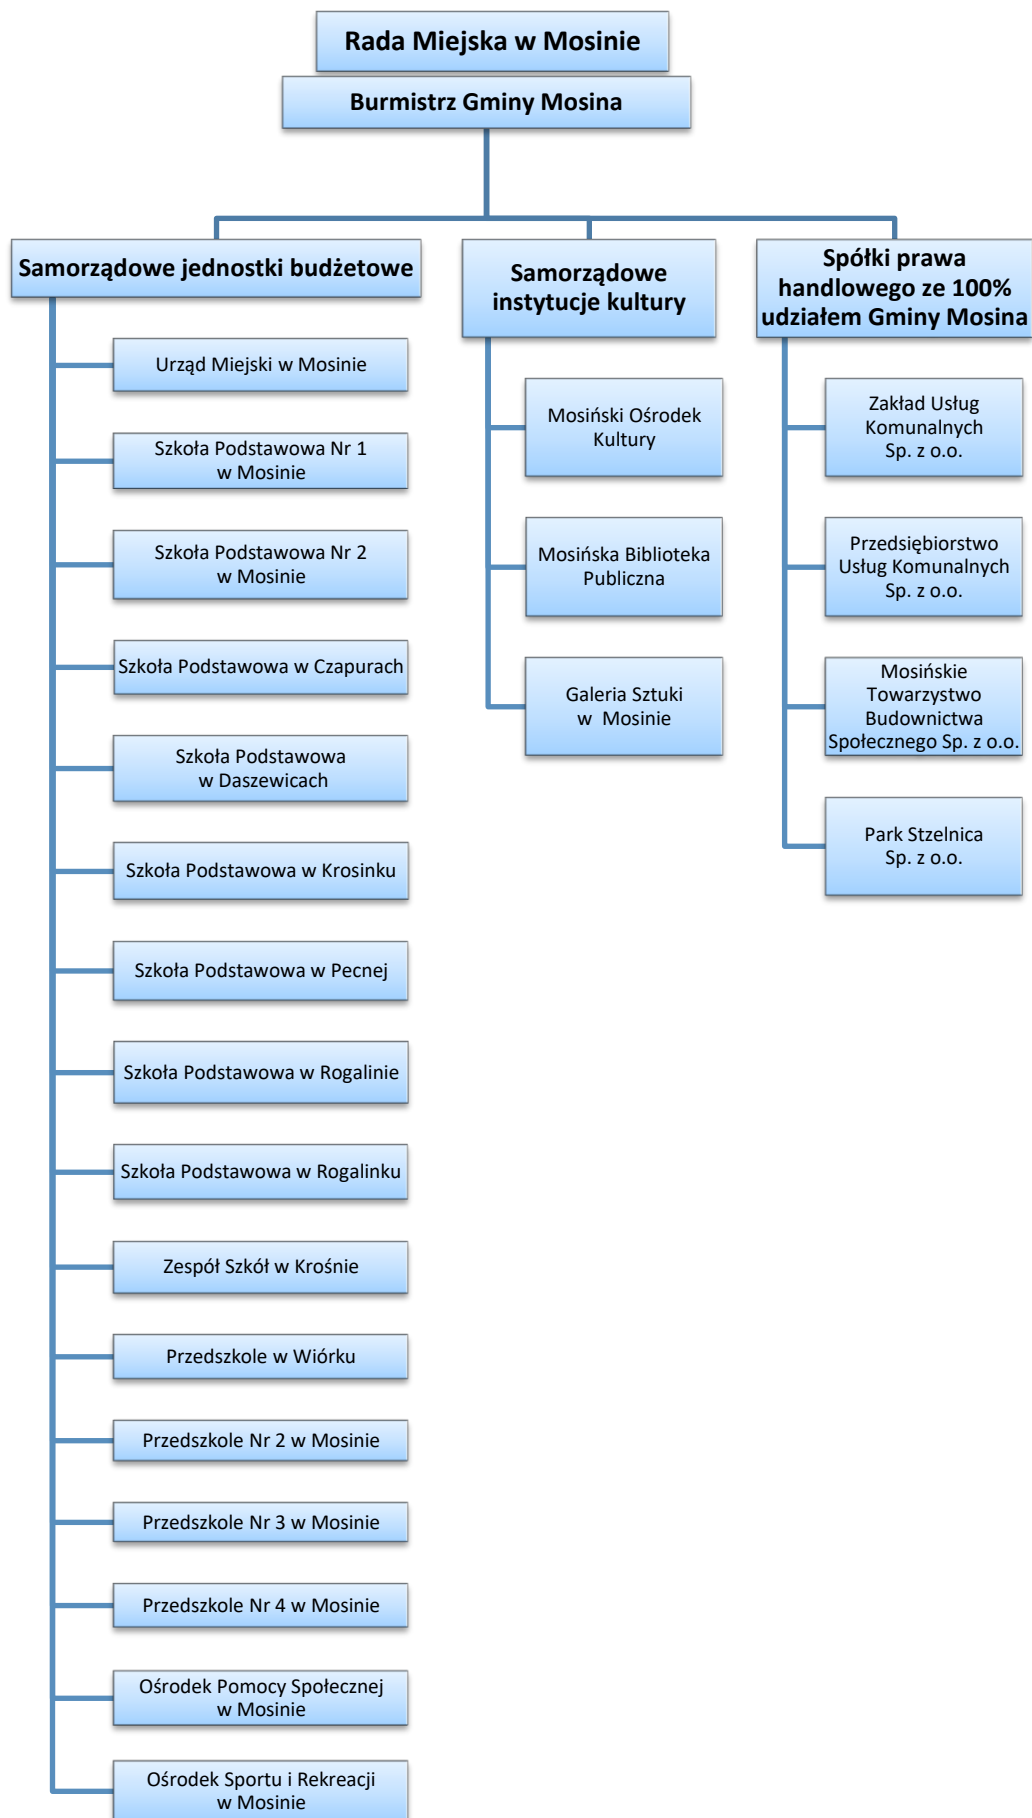 Rada Miejska w Mosinie
Burmistrz Gminy Mosina
Samorządowe jednostki budżetowe
Urząd Miejski w Mosinie
Szkoła Podstawowa Nr 1
w Mosinie
Szkoła Podstawowa Nr 2
w Mosinie
Szkoła Podstawowa w Czapurach
Szkoła Podstawowa
w Daszewicach
Szkoła Podstawowa w Krosinku
Szkoła Podstawowa w Pecnej
Szkoła Podstawowa w Rogalinie
Szkoła Podstawowa w Rogalinku
Zespół Szkół w Krośnie
Przedszkole w Wiórku
Przedszkole Nr 2 w Mosinie
Przedszkole Nr 3 w Mosinie
Przedszkole Nr 4 w Mosinie
Ośrodek Pomocy Społecznej
w Mosinie
Ośrodek Sportu i Rekreacji
w Mosinie
Samorządowe
instytucje kultury
Mosiński Ośrodek
Kultury
Mosińska Biblioteka
Publiczna
Galeria Sztuki
w Mosinie
Spółki prawa
handlowego ze 100%
udziałem Gminy Mosina
Zakład Usług
Komunalnych
Sp. z o.o.
Przedsiębiorstwo
Usług Komunalnych
Sp. z o.o.
Mosińskie
Towarzystwo
Budownictwa
Społecznego Sp. z o.o.
Park Stzelnica
Sp. z o.o.